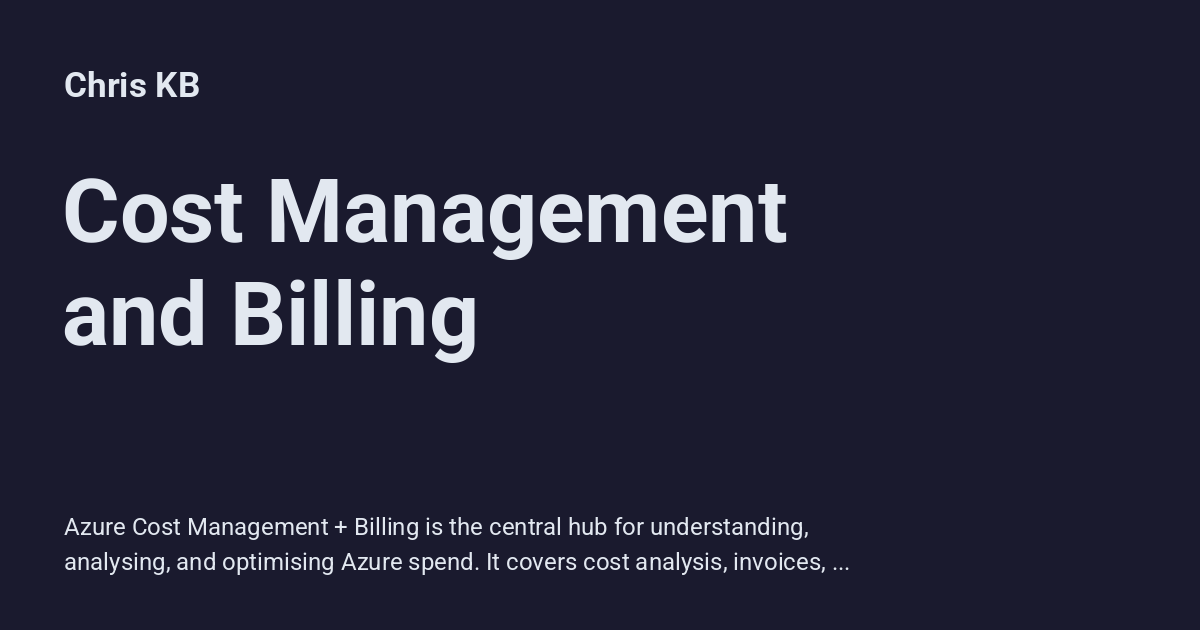 Chris KB
Cost Management
and Billing
Azure Cost Management + Billing is the central hub for understanding,
analysing, and optimising Azure spend. It covers cost analysis, invoices, ...